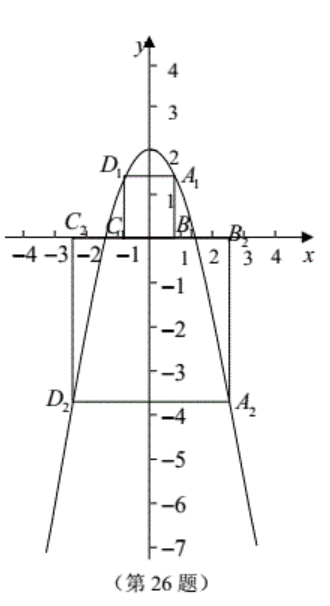 y
4
3
D₁ 2 A₁
1
C₂ C B₁ B₂
−4 −3 −2 −1 1 2 3 4 x
−1
−2
−3
D₂ A₂
−4
−5
−6
−7
（第 26 题）